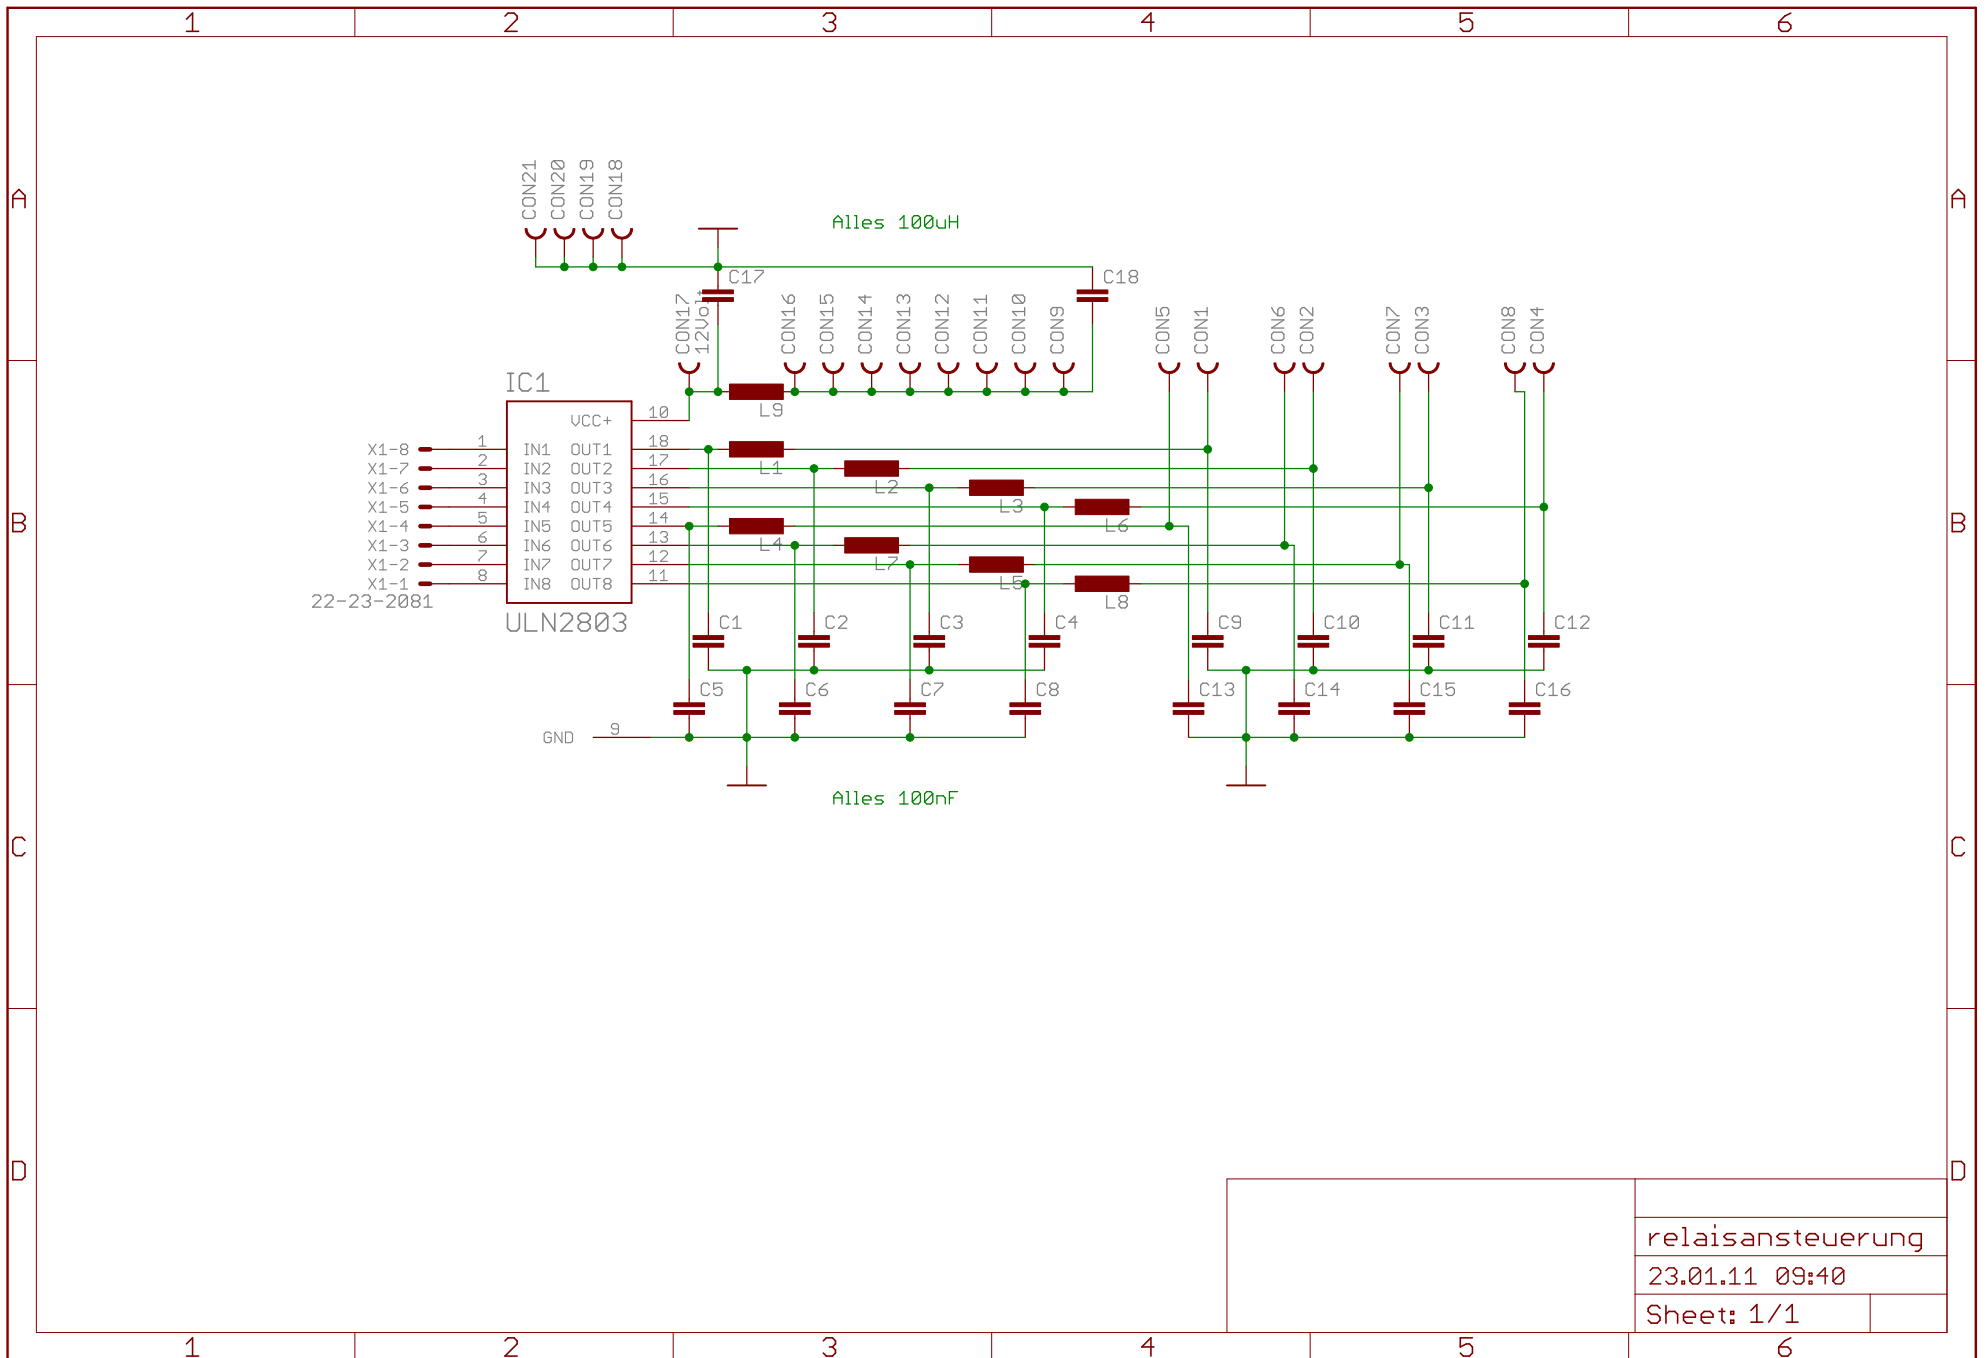 1 2 3 4 5 6
A A
CON21 CON20 CON19 CON18
Alles 100uH
C17 C18
CON17 12Volt CON16 CON15 CON14 CON13 CON12 CON11 CON10 CON9 CON5 CON1 CON6 CON2 CON7 CON3 CON8 CON4
IC1
L9
VCC+ 10
X1-8 1 IN1 OUT1 18
L1
X1-7 2 IN2 OUT2 17
L2
X1-6 3 IN3 OUT3 16
L3
X1-5 4 IN4 OUT4 15
L6
B B
X1-4 5 IN5 OUT5 14
L4
X1-3 6 IN6 OUT6 13
L7
X1-2 7 IN7 OUT7 12
L5
X1-1 8 IN8 OUT8 11
L8
22-23-2081
ULN2803
C1 C2 C3 C4 C9 C10 C11 C12
C5 C6 C7 C8 C13 C14 C15 C16
GND 9
Alles 100nF
C C
D D
relaisansteuerung
23.01.11 09:40
Sheet: 1/1
1 2 3 4 5 6